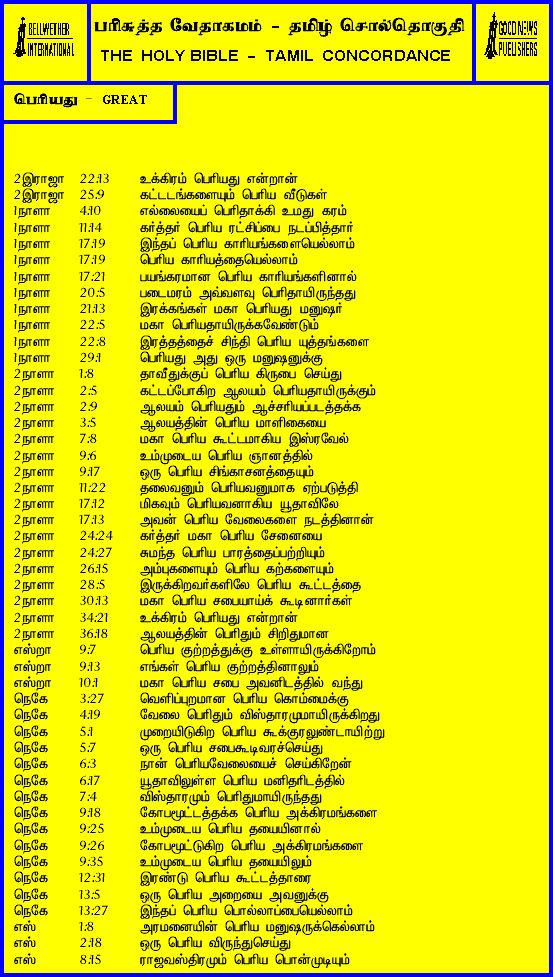 BELLWETHER
INTERNATIONAL
பரிசுத்த வேதாகமம் - தமிழ் சொல்தொகுதி
THE HOLY BIBLE - TAMIL CONCORDANCE
GOOD NEWS
PUBLISHERS
பெரியது - GREAT
2இராஜா 22:13 உக்கிரம் பெரியது என்றான்
2இராஜா 25:9 கட்டடங்களையும் பெரிய வீடுகள்
1நாளா 4:10 எல்லையைப் பெரிதாக்கி உமது கரம்
1நாளா 11:14 கர்த்தர் பெரிய ரட்சிப்பை நடப்பித்தார்
1நாளா 17:19 இந்தப் பெரிய காரியங்களையெல்லாம்
1நாளா 17:19 பெரிய காரியத்தையெல்லாம்
1நாளா 17:21 பயங்கரமான பெரிய காரியங்களினால்
1நாளா 20:5 படைமரம் அவ்வளவு பெரிதாயிருந்தது
1நாளா 21:13 இரக்கங்கள் மகா பெரியது மனுஷர்
1நாளா 22:5 மகா பெரியதாயிருக்கவேண்டும்
1நாளா 22:8 இரத்தத்தைச் சிந்தி பெரிய யுத்தங்களை
1நாளா 29:1 பெரியது அது ஒரு மனுஷனுக்கு
2நாளா 1:8 தாவீதுக்குப் பெரிய கிருபை செய்து
2நாளா 2:5 கட்டப்போகிற ஆலயம் பெரியதாயிருக்கும்
2நாளா 2:9 ஆலயம் பெரியதும் ஆச்சரியப்படத்தக்க
2நாளா 3:5 ஆலயத்தின் பெரிய மாளிகையை
2நாளா 7:8 மகா பெரிய கூட்டமாகிய இஸ்ரவேல்
2நாளா 9:6 உம்முடைய பெரிய ஞானத்தில்
2நாளா 9:17 ஒரு பெரிய சிங்காசனத்தையும்
2நாளா 11:22 தலைவனும் பெரியவனுமாக ஏற்படுத்தி
2நாளா 17:12 மிகவும் பெரியவனாகிய யூதாவிலே
2நாளா 17:13 அவன் பெரிய வேலைகளை நடத்தினான்
2நாளா 24:24 கர்த்தர் மகா பெரிய சேனையை
2நாளா 24:27 சுமந்த பெரிய பாரத்தைப்பற்றியும்
2நாளா 26:15 அம்புகளையும் பெரிய கற்களையும்
2நாளா 28:5 இருக்கிறவர்களிலே பெரிய கூட்டத்தை
2நாளா 30:13 மகா பெரிய சபையாய்க் கூடினார்கள்
2நாளா 34:21 உக்கிரம் பெரியது என்றான்
2நாளா 36:18 ஆலயத்தின் பெரிதும் சிறிதுமான
எஸ்றா 9:7 பெரிய குற்றத்துக்கு உள்ளாயிருக்கிறோம்
எஸ்றா 9:13 எங்கள் பெரிய குற்றத்தினாலும்
எஸ்றா 10:1 மகா பெரிய சபை அவனிடத்தில் வந்து
நெகே 3:27 வெளிப்புறமான பெரிய கொம்மைக்கு
நெகே 4:19 வேலை பெரிதும் விஸ்தாரமுமாயிருக்கிறது
நெகே 5:1 முறையிடுகிற பெரிய கூக்குரலுண்டாயிற்று
நெகே 5:7 ஒரு பெரிய சபைகூடிவரச்செய்து
நெகே 6:3 நான் பெரியவேலையைச் செய்கிறேன்
நெகே 6:17 யூதாவிலுள்ள பெரிய மனிதரிடத்தில்
நெகே 7:4 விஸ்தாரமும் பெரிதுமாயிருந்தது
நெகே 9:18 கோபமூட்டத்தக்க பெரிய அக்கிரமங்களை
நெகே 9:25 உம்முடைய பெரிய தயையினால்
நெகே 9:26 கோபமூட்டுகிற பெரிய அக்கிரமங்களை
நெகே 9:35 உம்முடைய பெரிய தயையிலும்
நெகே 12:31 இரண்டு பெரிய கூட்டத்தாரை
நெகே 13:5 ஒரு பெரிய அறையை அவனுக்கு
நெகே 13:27 இந்தப் பெரிய பொல்லாப்பையெல்லாம்
எஸ் 1:8 அரமனையின் பெரிய மனுஷருக்கெல்லாம்
எஸ் 2:18 ஒரு பெரிய விருந்துசெய்து
எஸ் 8:15 ராஜவஸ்திரமும் பெரிய பொன்முடியும்